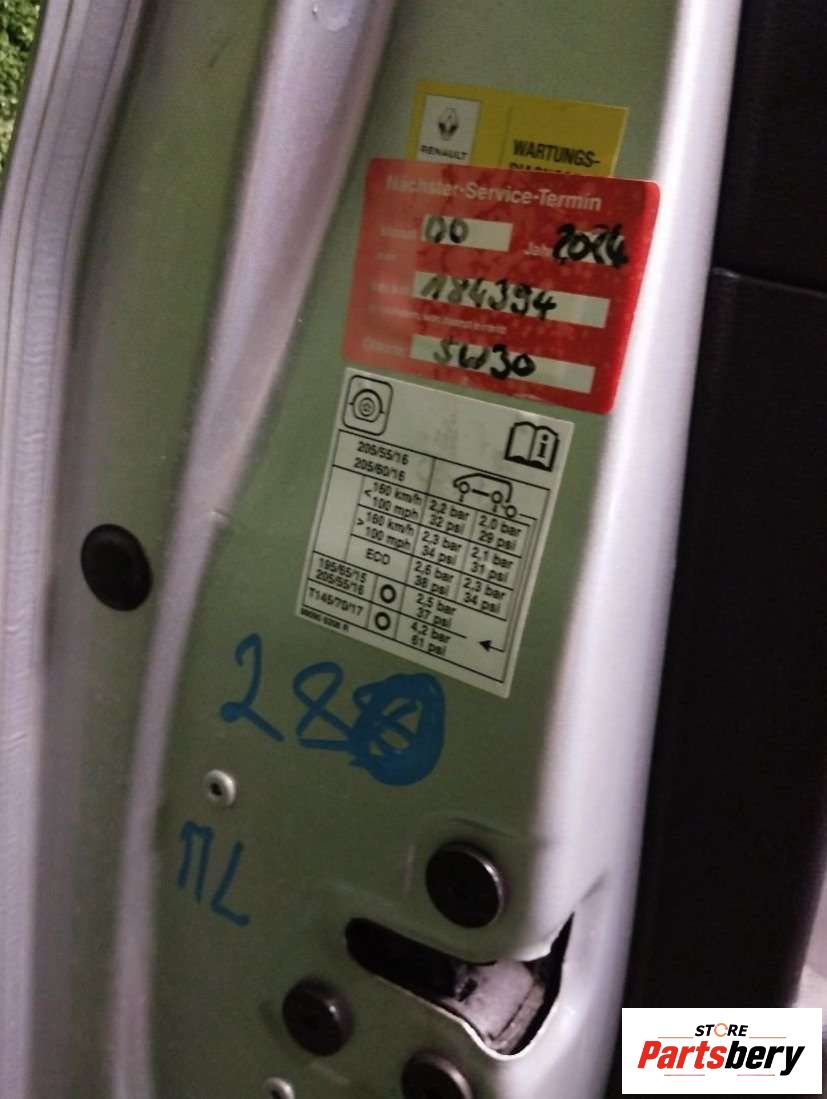 RENAULT
WARTUNGS-
Nächster-Service-Termin
Jahr 2024
184394
5W30
i
205/55/16
205/60/16
< 160 km/h
100 mph
2,2 bar
32 psi
2,0 bar
29 psi
> 160 km/h
100 mph
2,3 bar
34 psi
2,1 bar
31 psi
ECO
2,6 bar
38 psi
2,3 bar
34 psi
195/65/15
205/55/16
2,5 bar
37 psi
T145/70/17
4,2 bar
61 psi
28
ПL
STORE
Partsbery